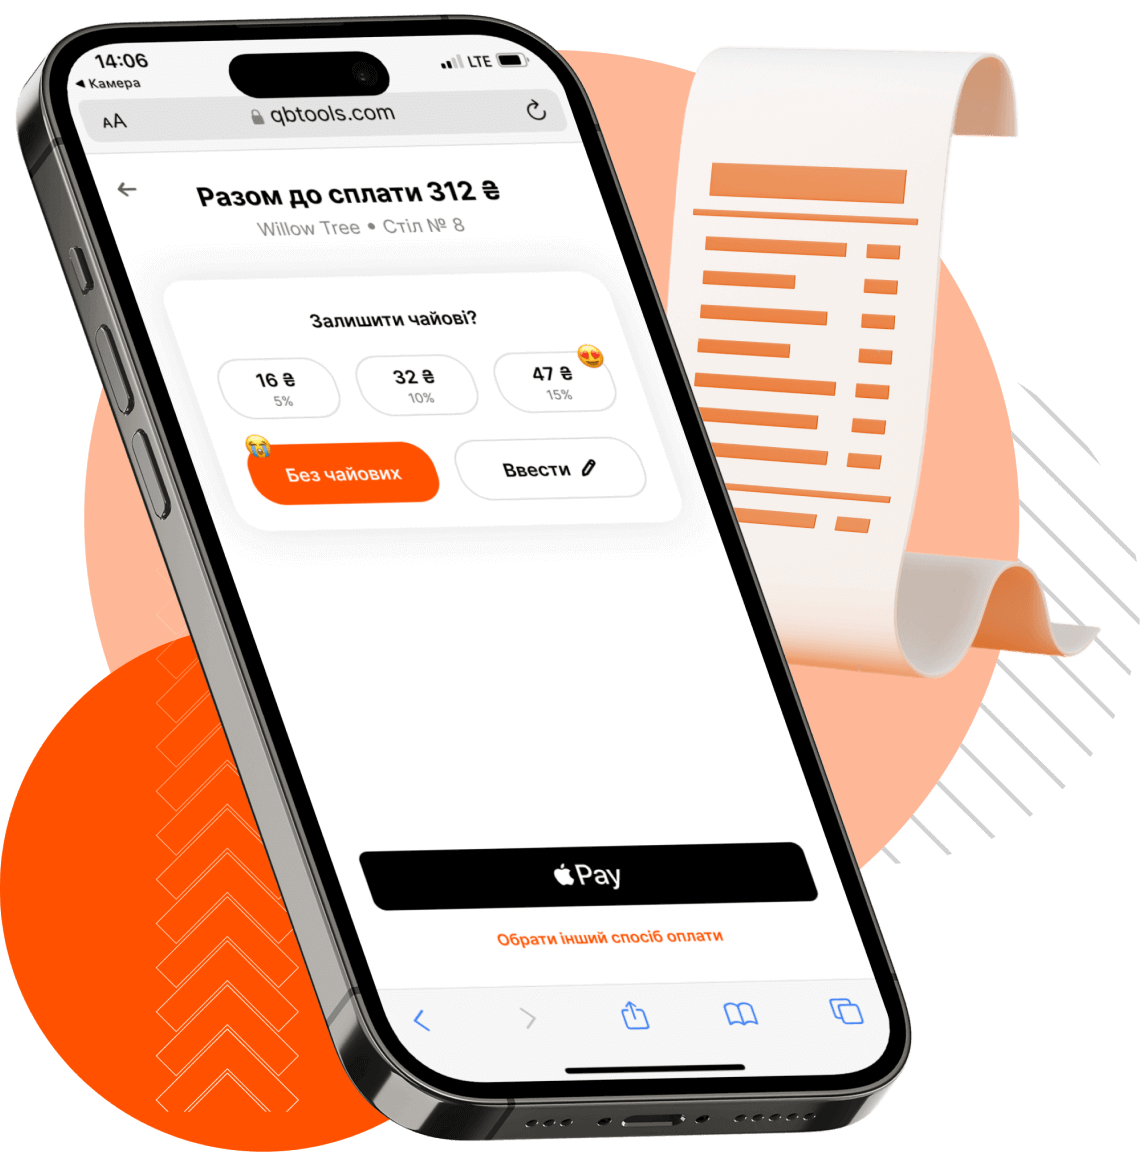 14:06
LTE
◀ Камера
AA
qbtools.com
Разом до сплати 312 ₴
Willow Tree • Стіл № 8
Залишити чайові?
16 ₴
5%
32 ₴
10%
47 ₴
15%
Без чайових
Ввести
Pay
Обрати інший спосіб оплати